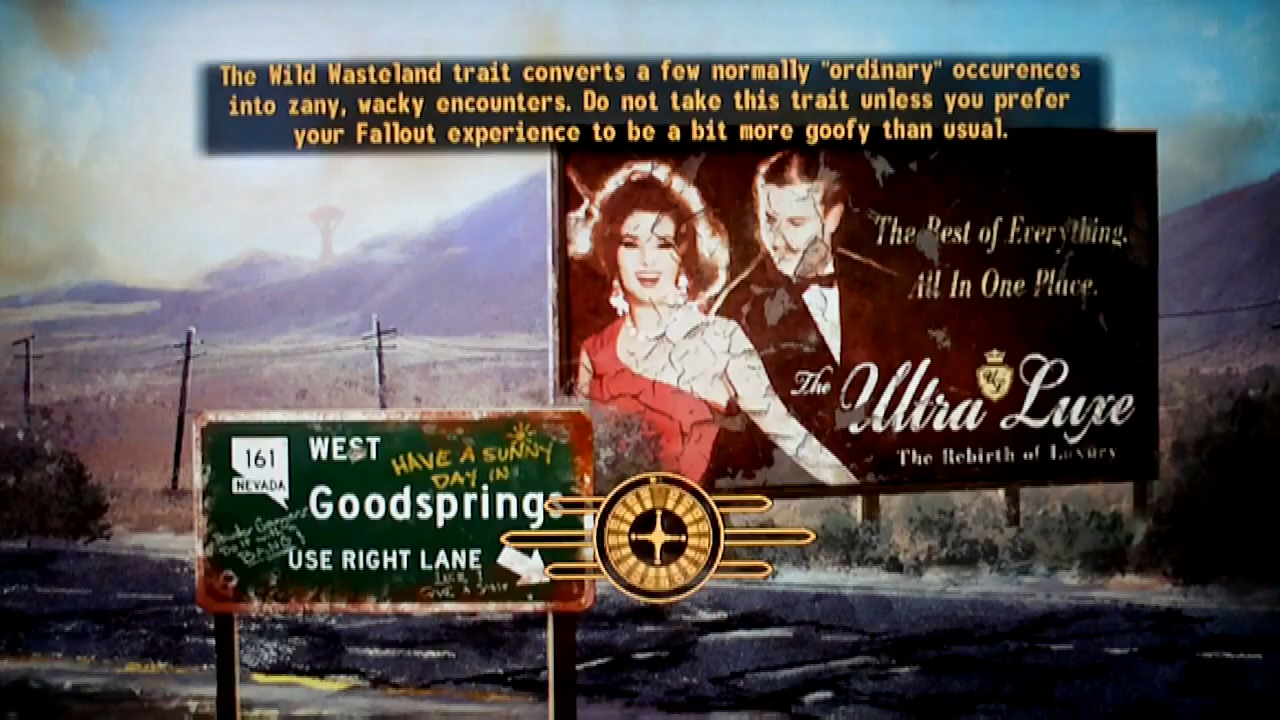 The Wild Wasteland trait converts a few normally "ordinary" occurences
into zany, wacky encounters. Do not take this trait unless you prefer
your Fallout experience to be a bit more goofy than usual.
The Best of Everything.
All In One Place.
The Ultra Luxe
The Rebirth of Luxury
161
NEVADA
WEST
HAVE A SUNNY
DAY IN
Goodsprings
USE RIGHT LANE